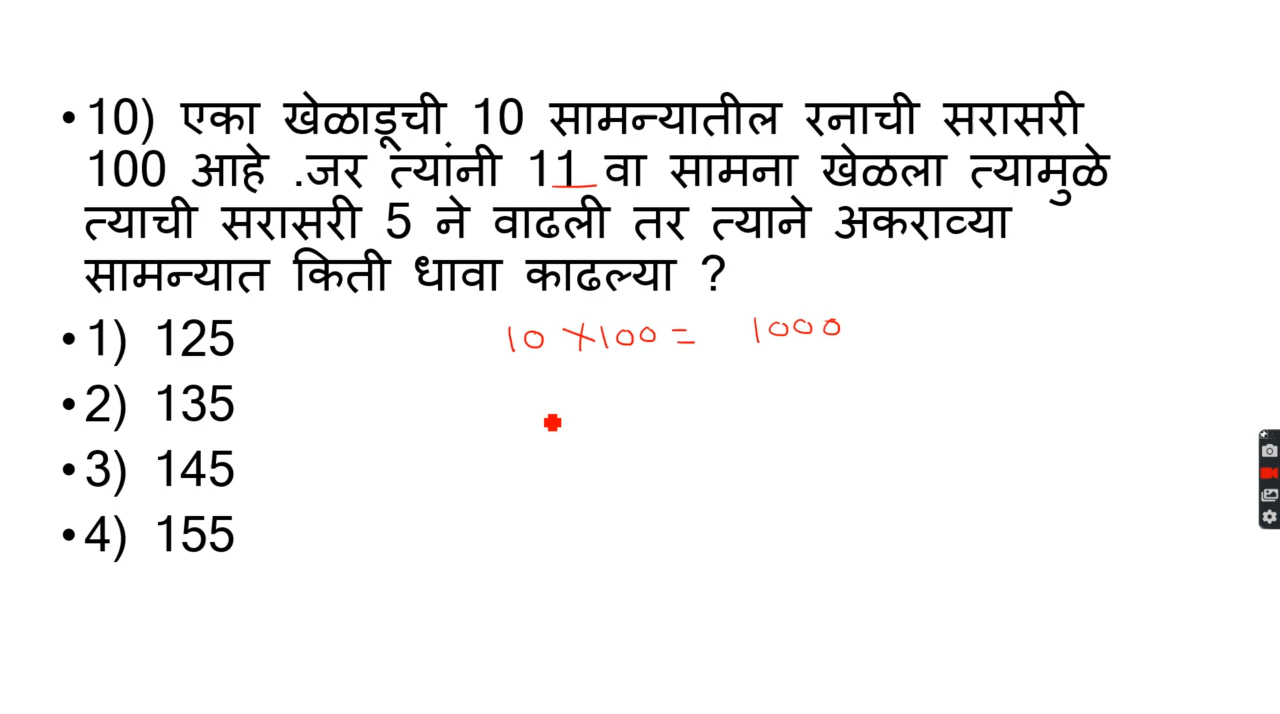 •10) एका खेळाडूची 10 सामन्यातील रनाची सरासरी
100 आहे .जर त्यांनी 11 वा सामना खेळला त्यामुळे
त्याची सरासरी 5 ने वाढली तर त्याने अकराव्या
सामन्यात किती धावा काढल्या ?
•1) 125
10 ×100 = 1000
•2) 135
•3) 145
•4) 155